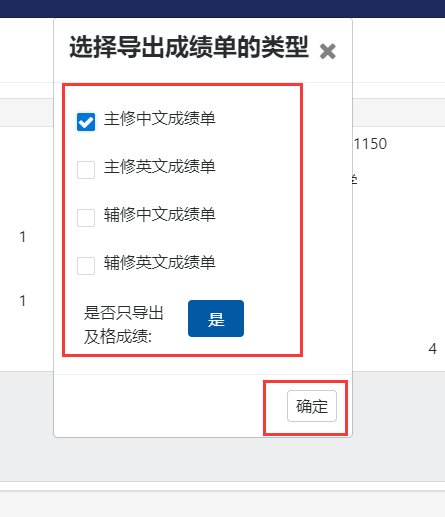 选择导出成绩单的类型
主修中文成绩单
1150
主修英文成绩单
辅修中文成绩单
1
辅修英文成绩单
1
是否只导出
是
及格成绩:
4
确定